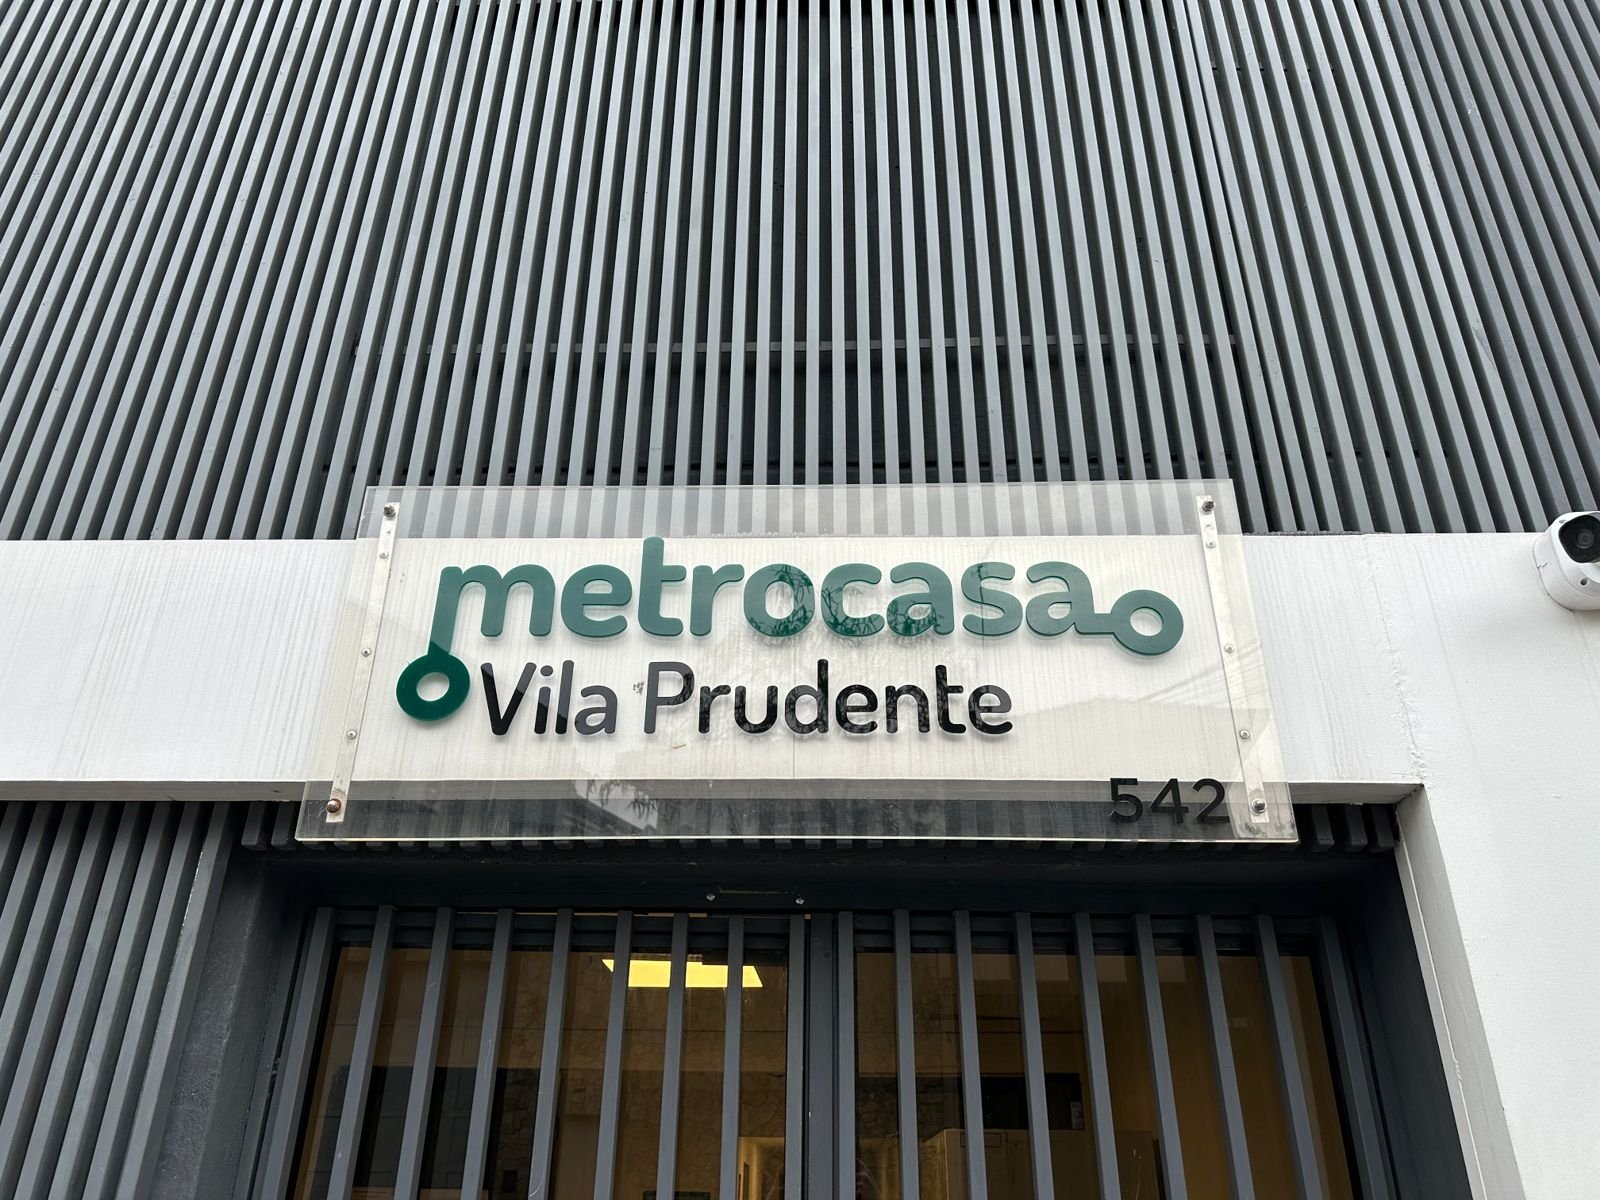 metrocasa
Vila Prudente
542